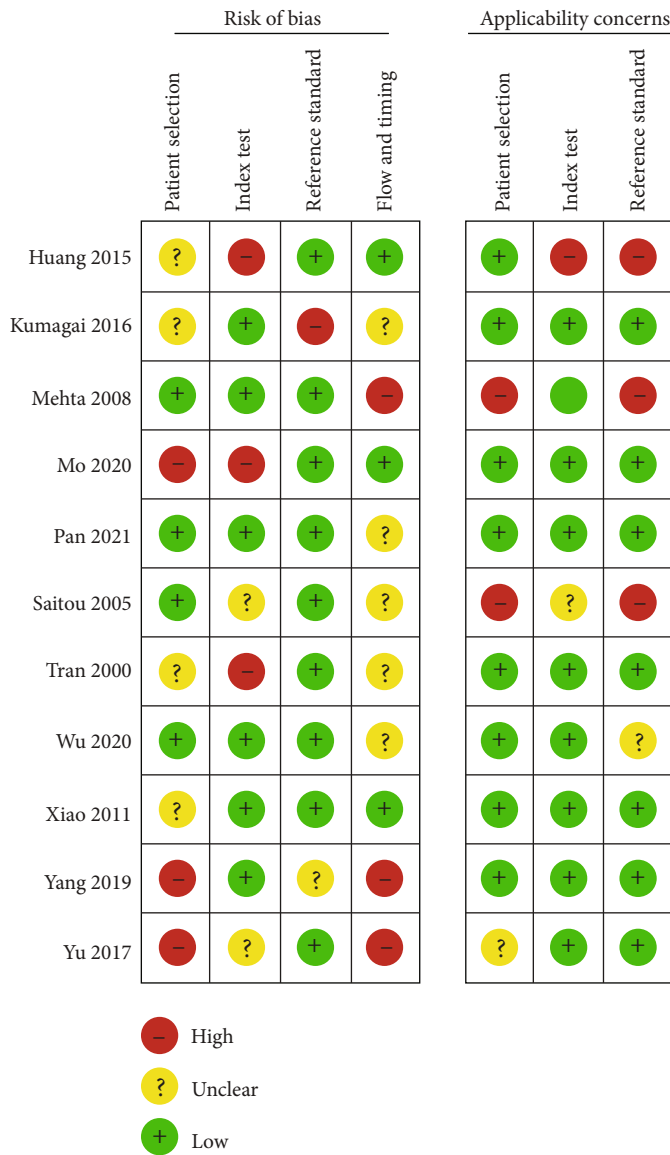 Risk of bias Applicability concerns
Patient selection Index test Reference standard Flow and timing Patient selection Index test Reference standard
Huang 2015 ? – + + + – –
Kumagai 2016 ? + – ? + + +
Mehta 2008 + + + – – –
Mo 2020 – – + + + + +
Pan 2021 + + + ? + + +
Saitou 2005 + ? + ? – ? –
Tran 2000 ? – + ? + + +
Wu 2020 + + + ? + + ?
Xiao 2011 ? + + + + + +
Yang 2019 – + ? – + + +
Yu 2017 – ? + – ? + +
– High
? Unclear
+ Low